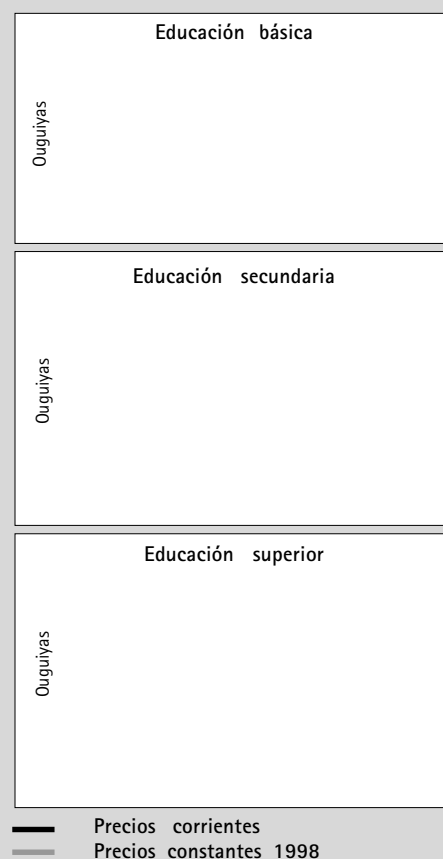 Educación básica
Ouguiyas
Educación secundaria
Ouguiyas
Educación superior
Ouguiyas
Precios corrientes
Precios constantes 1998